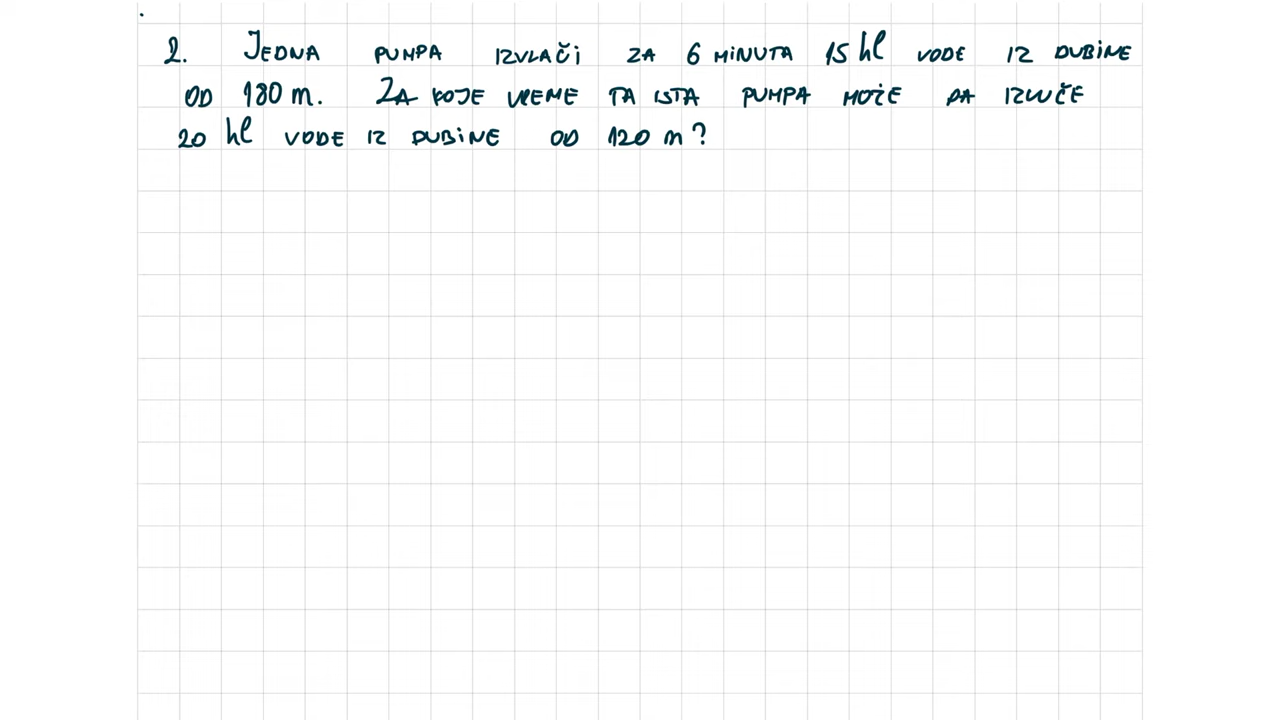 2. JEDNA PUMPA IZVLAČI ZA 6 MINUTA 15 hl VODE IZ DUBINE
OD 180 m. ZA KOJE VREME TA ISTA PUMPA MOŽE DA IZVUČE
20 hl VODE IZ DUBINE OD 120 m?